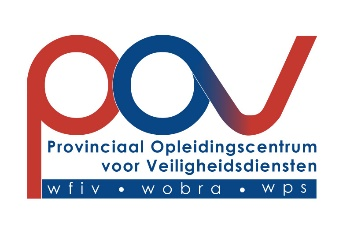 pov
Provinciaal Opleidingscentrum
voor Veiligheidsdiensten
wfiv • wobra • wps